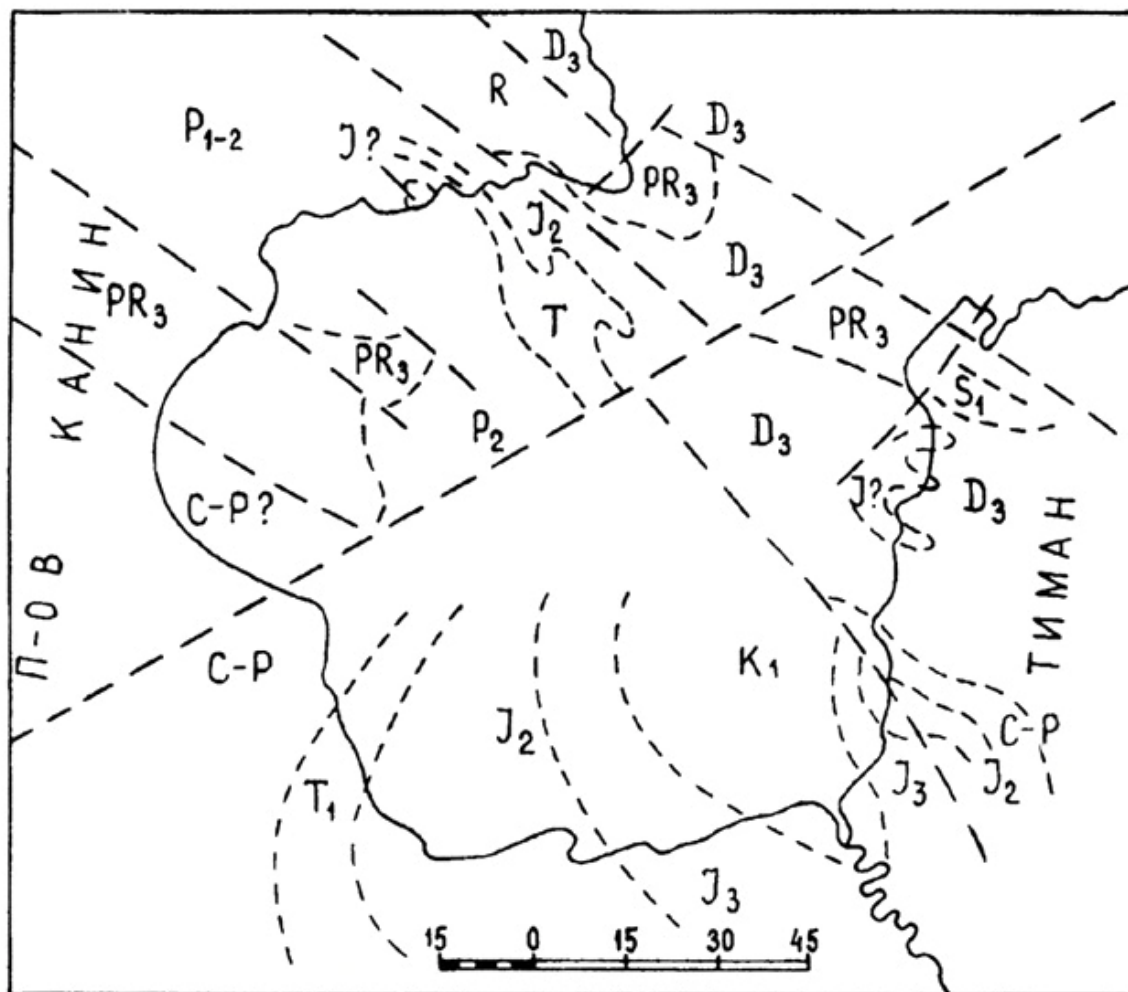 D₃
R
P₁₋₂
J?
D₃
PR₃
J₂
D₃
PR₃
T
PR₃
PR₃
S₁
P₂
D₃
C-P?
J?
D₃
П-ОВ КАНИН
ТИМАН
C-P
K₁
J₂
C-P
T₁
J₃
J₂
J₃
15 0 15 30 45